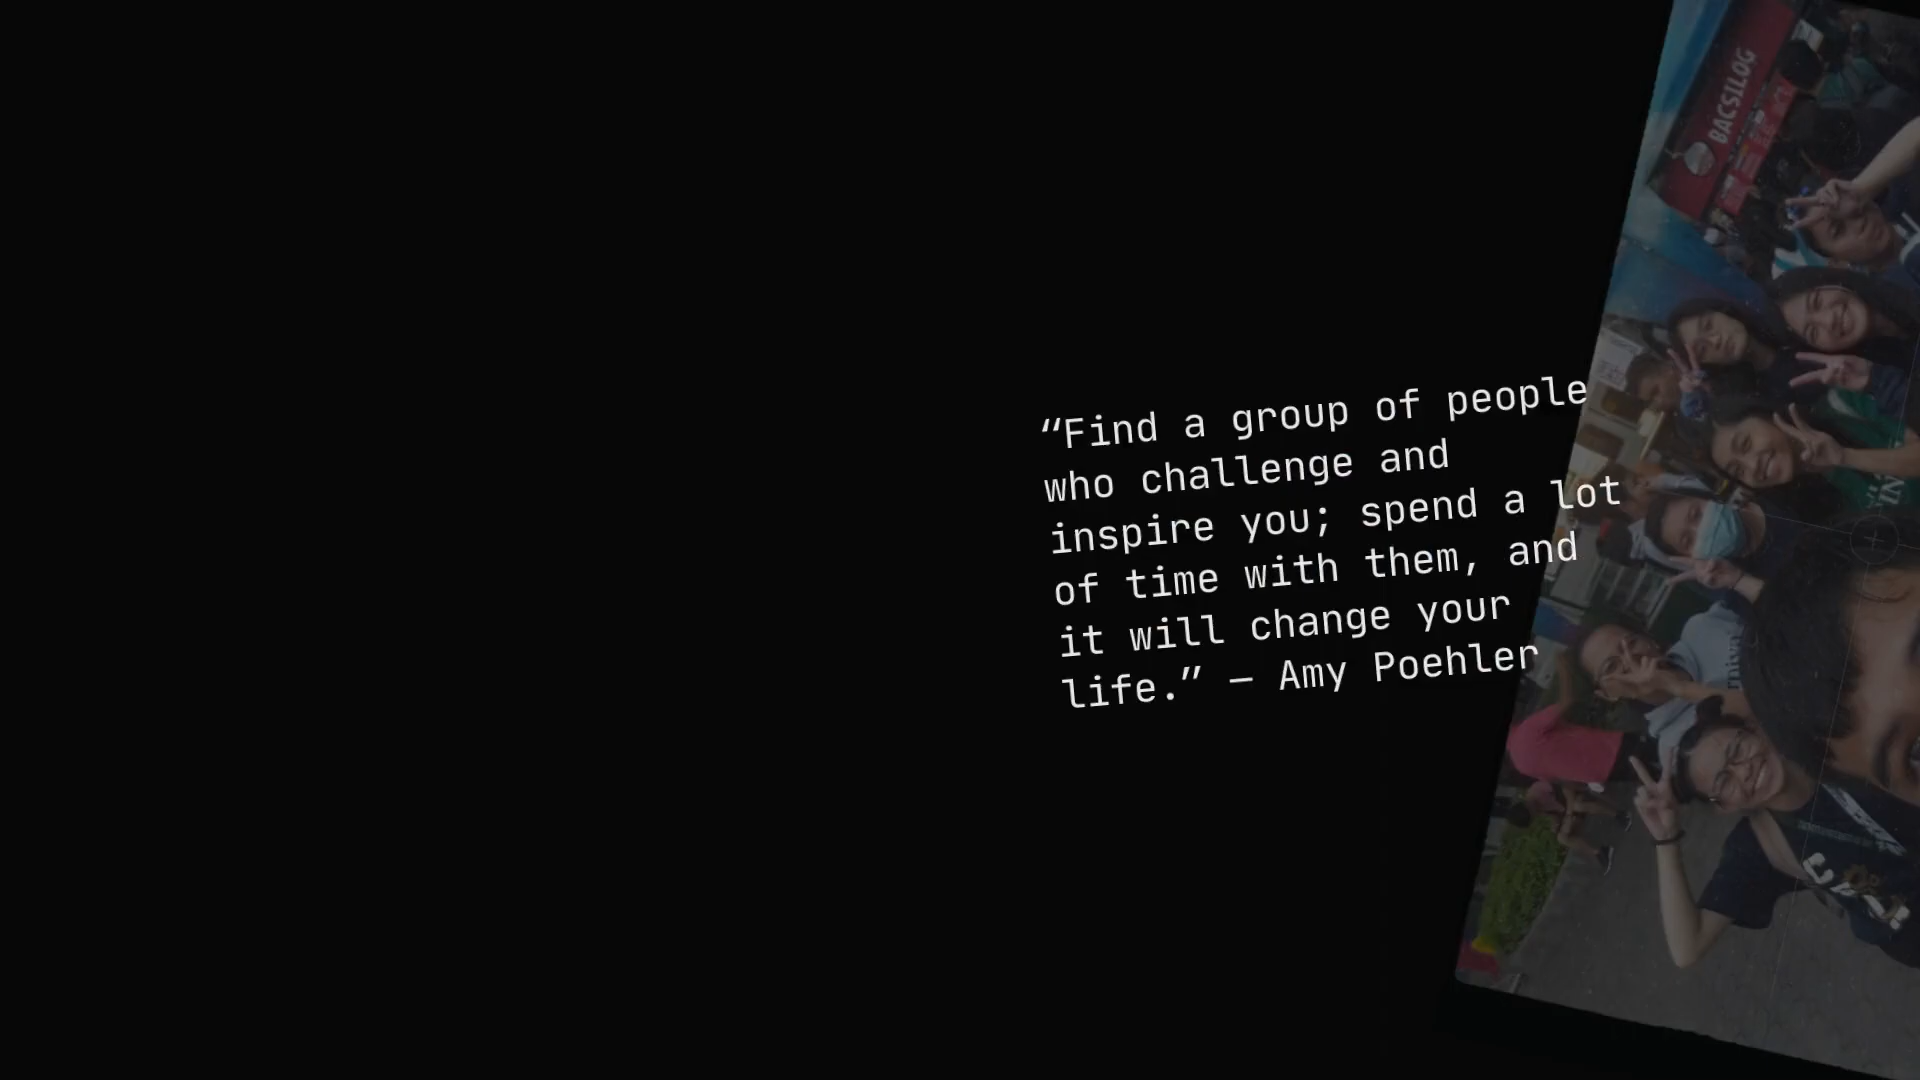 “Find a group of people
who challenge and
inspire you; spend a lot
of time with them, and
it will change your
life.” – Amy Poehler
BACSILOG